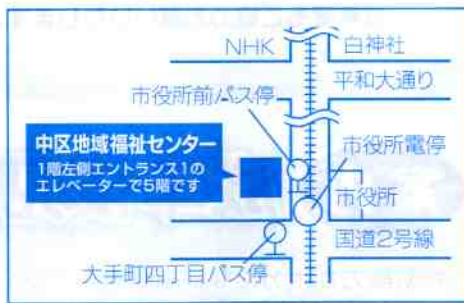 NHK
白神社
平和大通り
市役所前バス停
中区地域福祉センター
1階左側エントランス1の
エレベーターで5階です
市役所電停
市役所
国道2号線
大手町四丁目バス停